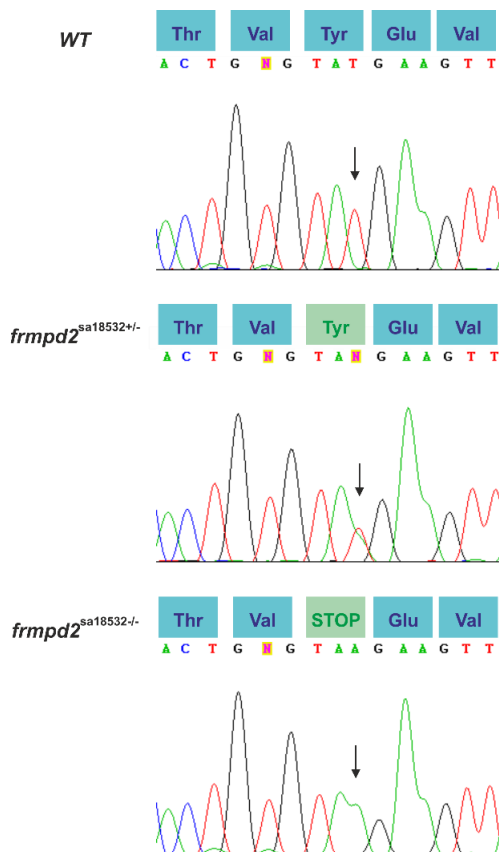 WT
Thr Val Tyr Glu Val
A C T G N G T A T G A A G T T
frmpd2sa18532+/-
Thr Val Tyr Glu Val
A C T G N G T A N G A A G T T
frmpd2sa18532-/-
Thr Val STOP Glu Val
A C T G N G T A A G A A G T T